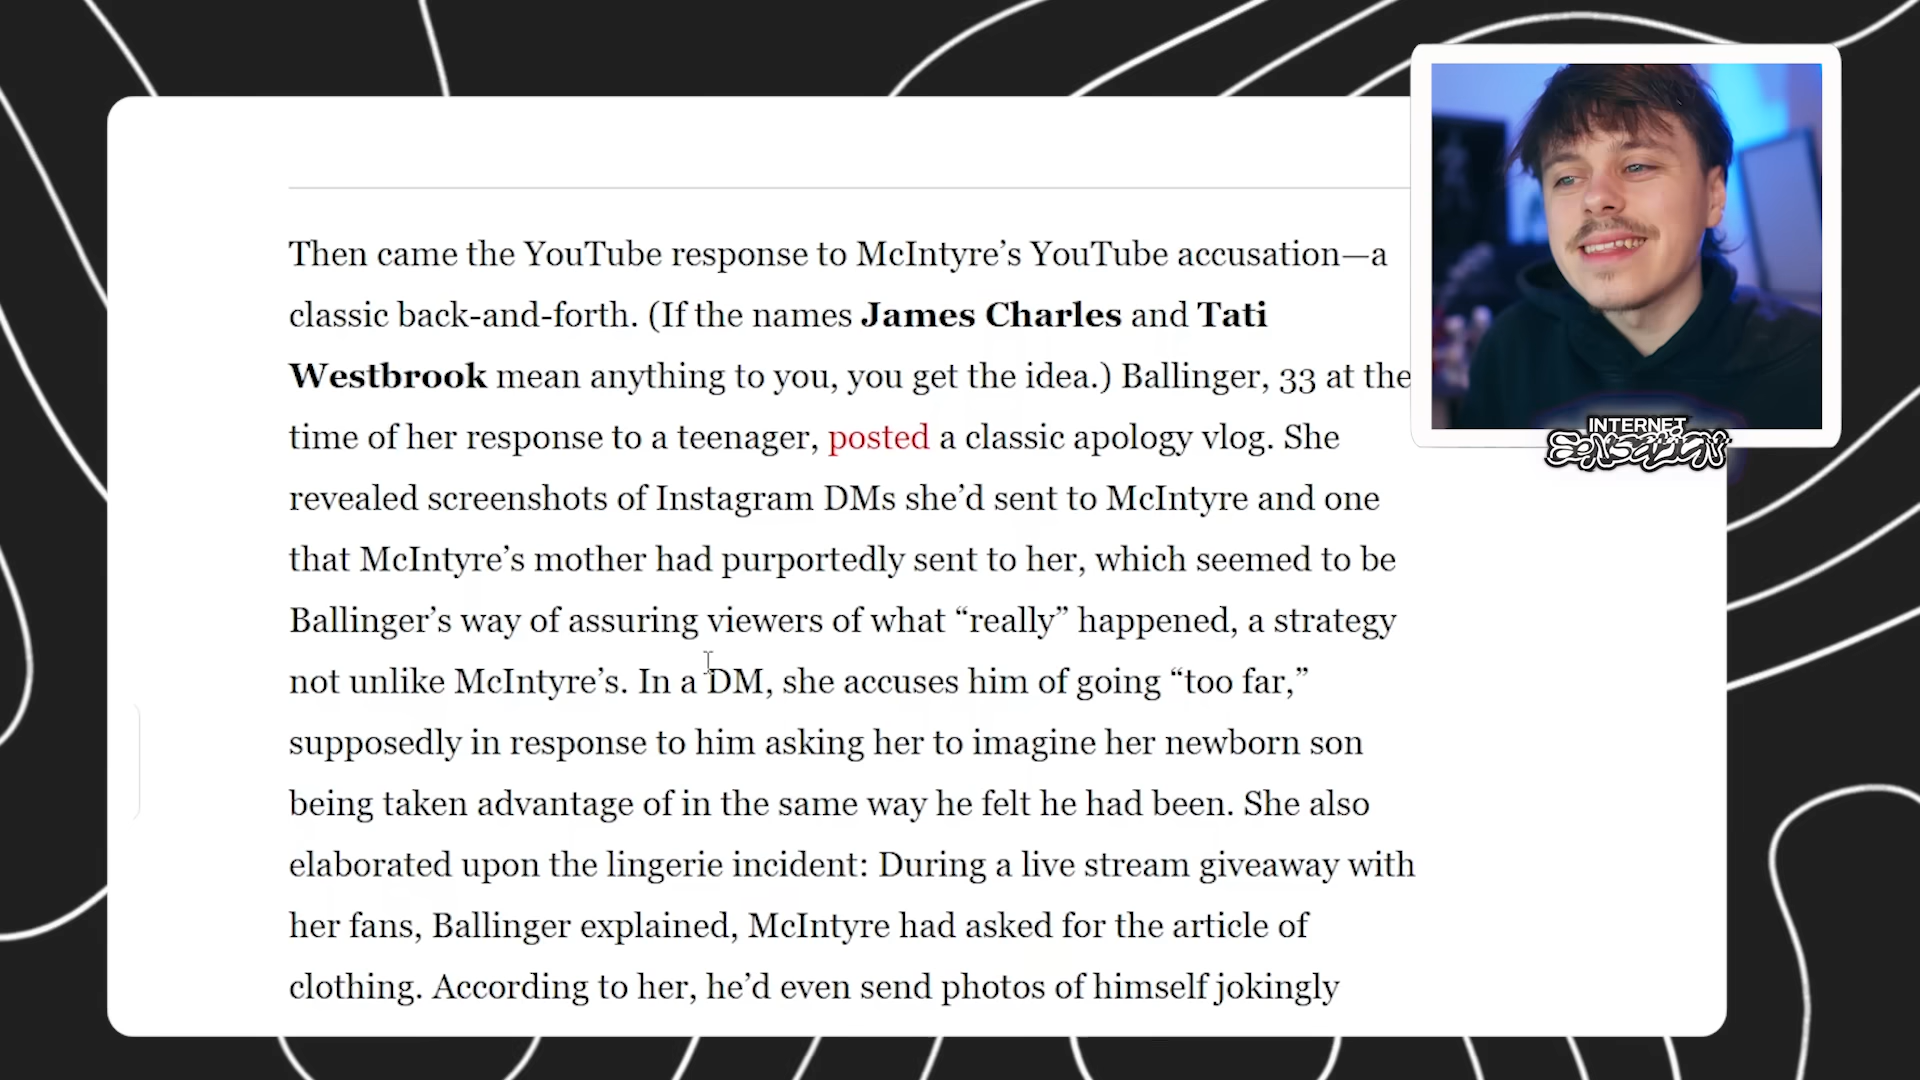 Then came the YouTube response to McIntyre’s YouTube accusation—a
classic back-and-forth. (If the names James Charles and Tati
Westbrook mean anything to you, you get the idea.) Ballinger, 33 at the
time of her response to a teenager, posted a classic apology vlog. She
revealed screenshots of Instagram DMs she’d sent to McIntyre and one
that McIntyre’s mother had purportedly sent to her, which seemed to be
Ballinger’s way of assuring viewers of what “really” happened, a strategy
not unlike McIntyre’s. In a DM, she accuses him of going “too far,”
supposedly in response to him asking her to imagine her newborn son
being taken advantage of in the same way he felt he had been. She also
elaborated upon the lingerie incident: During a live stream giveaway with
her fans, Ballinger explained, McIntyre had asked for the article of
clothing. According to her, he’d even send photos of himself jokingly
INTERNET
SENSATION